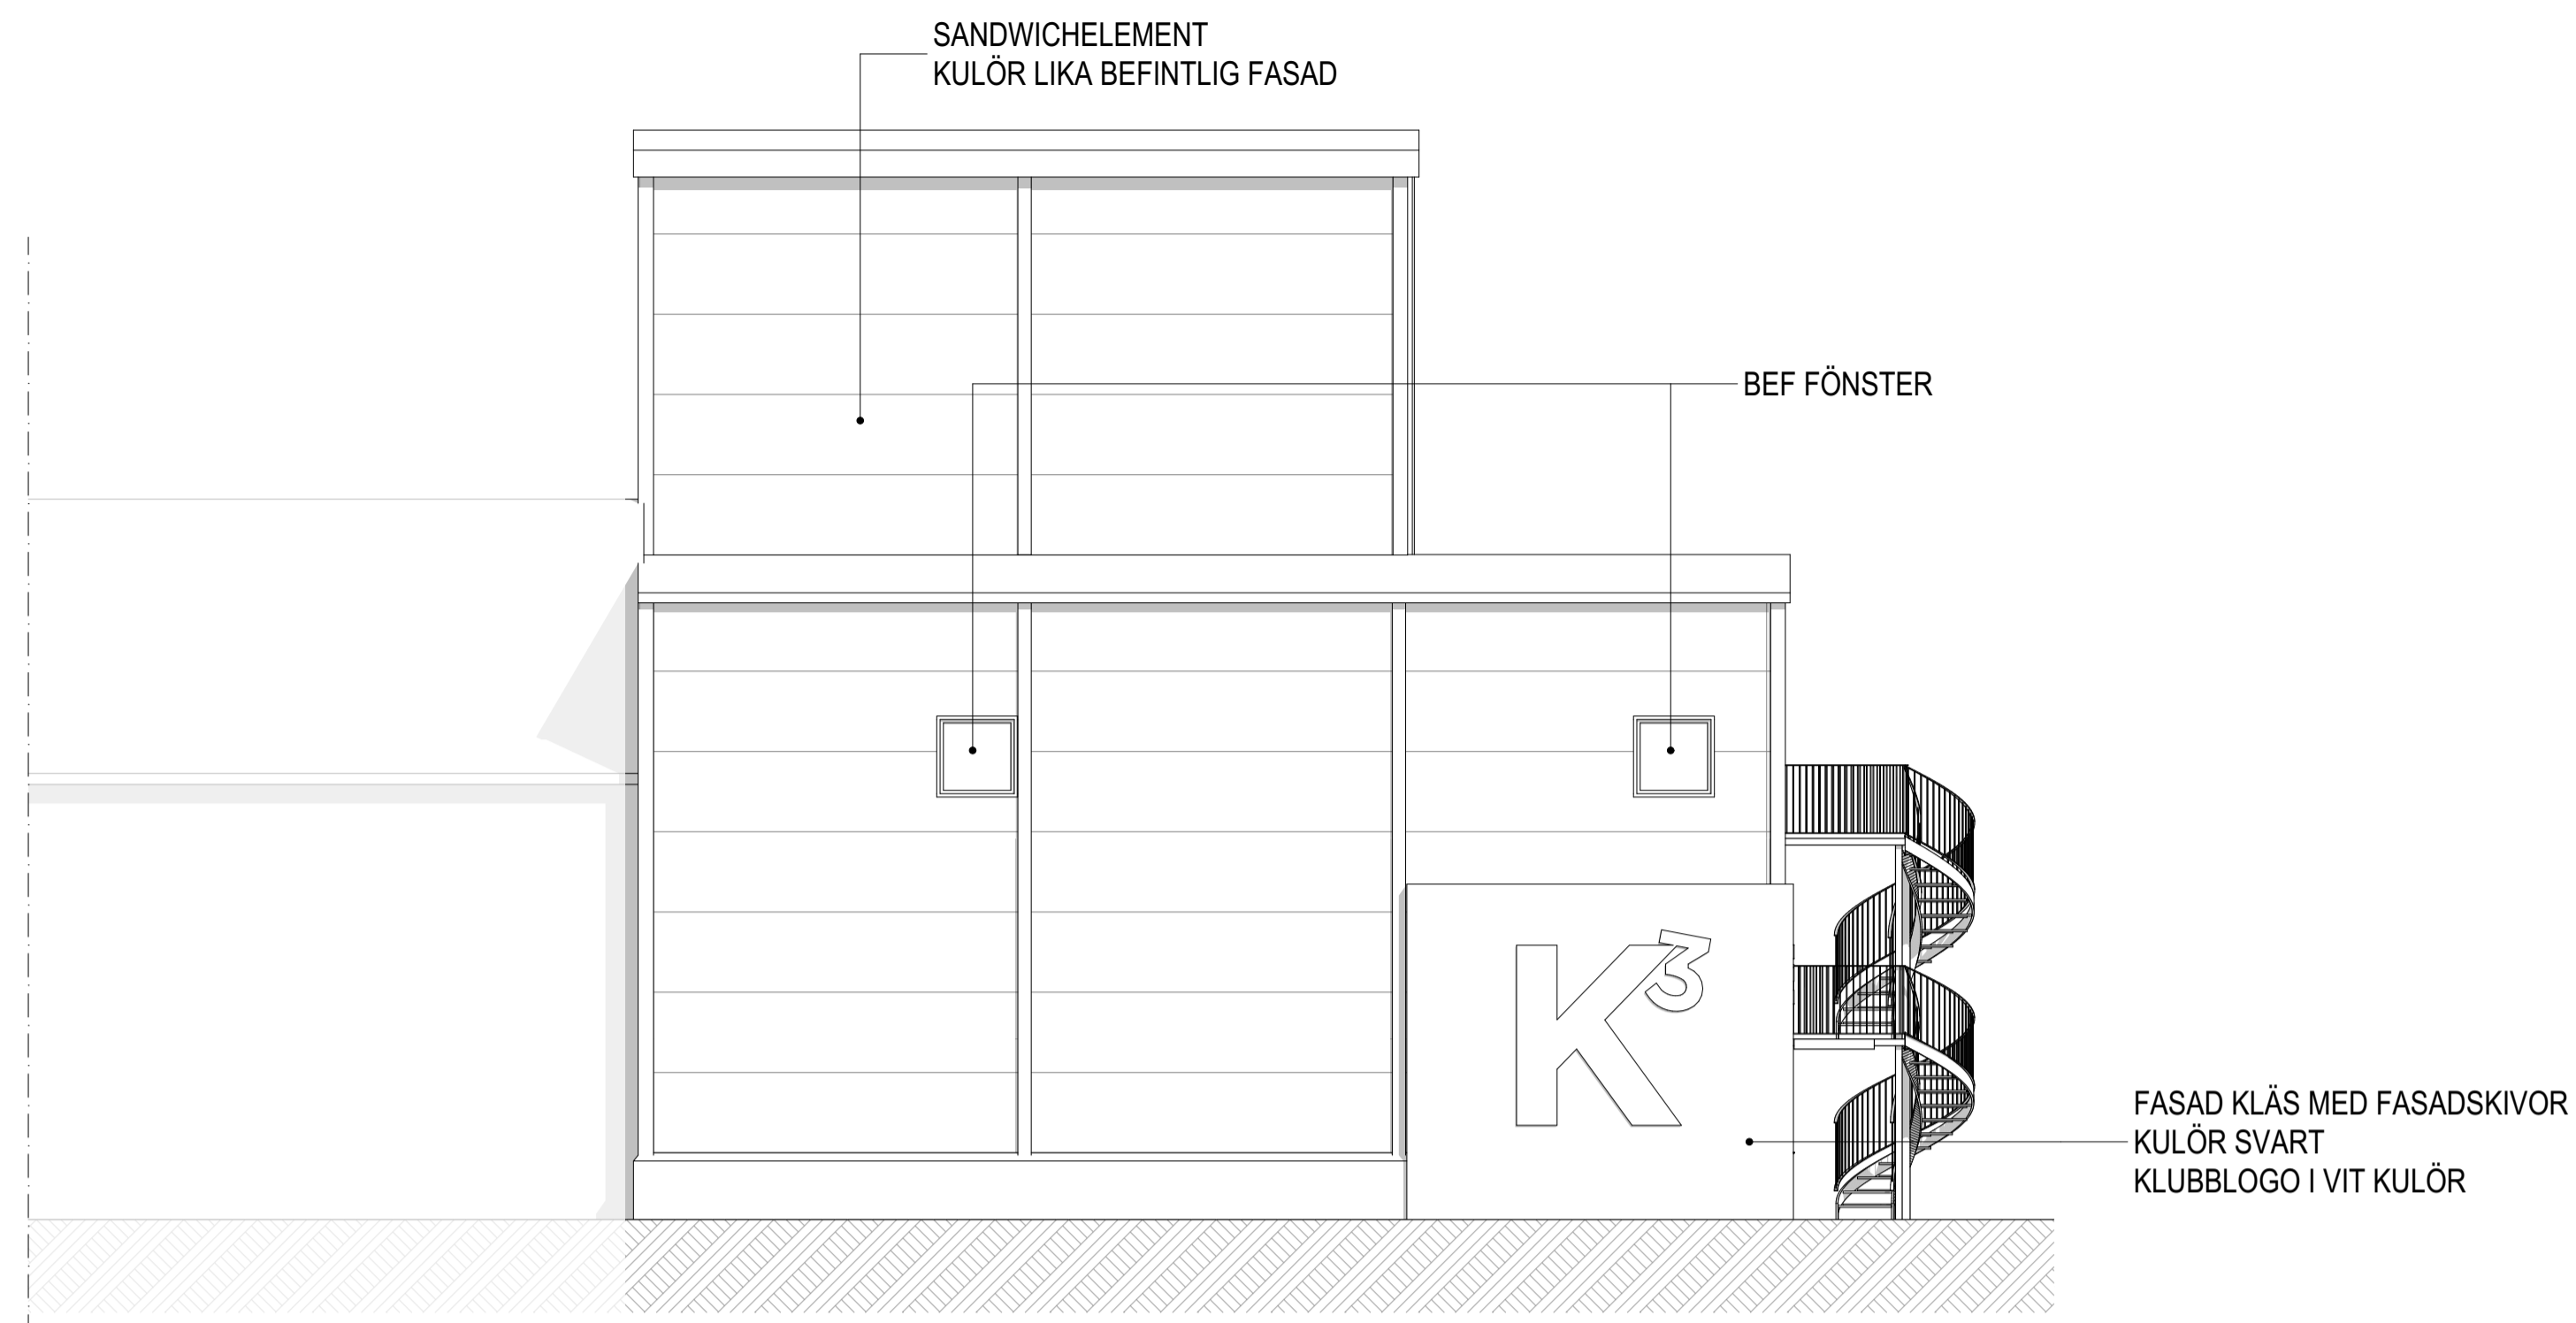 SANDWICHELEMENT
KULÖR LIKA BEFINTLIG FASAD
BEF FÖNSTER
K³
FASAD KLÄS MED FASADSKIVOR
KULÖR SVART
KLUBBLOGO I VIT KULÖR